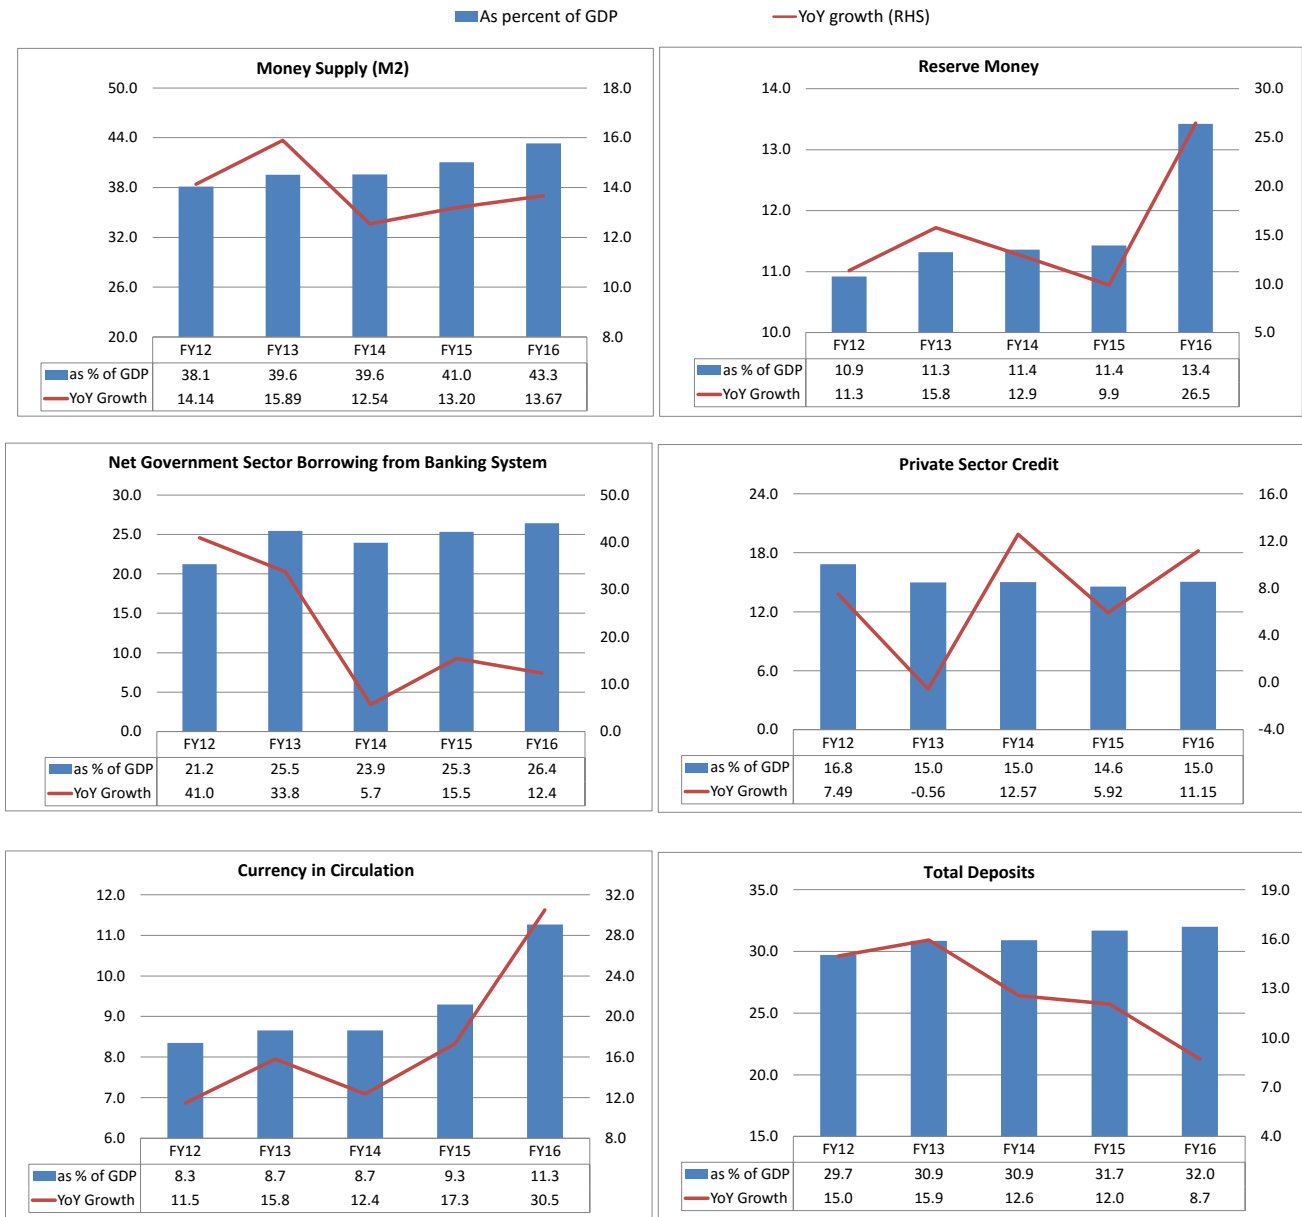 As percent of GDP YoY growth (RHS)
Money Supply (M2)
50.0 18.0
44.0 16.0
38.0 14.0
32.0 12.0
26.0 10.0
20.0 8.0
FY12 FY13 FY14 FY15 FY16
as % of GDP 38.1 39.6 39.6 41.0 43.3
YoY Growth 14.14 15.89 12.54 13.20 13.67
Reserve Money
14.0 30.0
25.0
13.0
20.0
12.0
15.0
11.0
10.0
10.0 5.0
FY12 FY13 FY14 FY15 FY16
as % of GDP 10.9 11.3 11.4 11.4 13.4
YoY Growth 11.3 15.8 12.9 9.9 26.5
Net Government Sector Borrowing from Banking System
30.0 50.0
25.0 40.0
20.0
30.0
15.0
20.0
10.0
5.0 10.0
0.0 0.0
FY12 FY13 FY14 FY15 FY16
as % of GDP 21.2 25.5 23.9 25.3 26.4
YoY Growth 41.0 33.8 5.7 15.5 12.4
Private Sector Credit
24.0 16.0
18.0 12.0
8.0
12.0
4.0
6.0 0.0
0.0 -4.0
FY12 FY13 FY14 FY15 FY16
as % of GDP 16.8 15.0 15.0 14.6 15.0
YoY Growth 7.49 -0.56 12.57 5.92 11.15
Currency in Circulation
12.0 32.0
11.0 28.0
10.0 24.0
9.0 20.0
8.0 16.0
7.0 12.0
6.0 8.0
FY12 FY13 FY14 FY15 FY16
as % of GDP 8.3 8.7 8.7 9.3 11.3
YoY Growth 11.5 15.8 12.4 17.3 30.5
Total Deposits
35.0 19.0
30.0 16.0
13.0
25.0
10.0
20.0
7.0
15.0 4.0
FY12 FY13 FY14 FY15 FY16
as % of GDP 29.7 30.9 30.9 31.7 32.0
YoY Growth 15.0 15.9 12.6 12.0 8.7